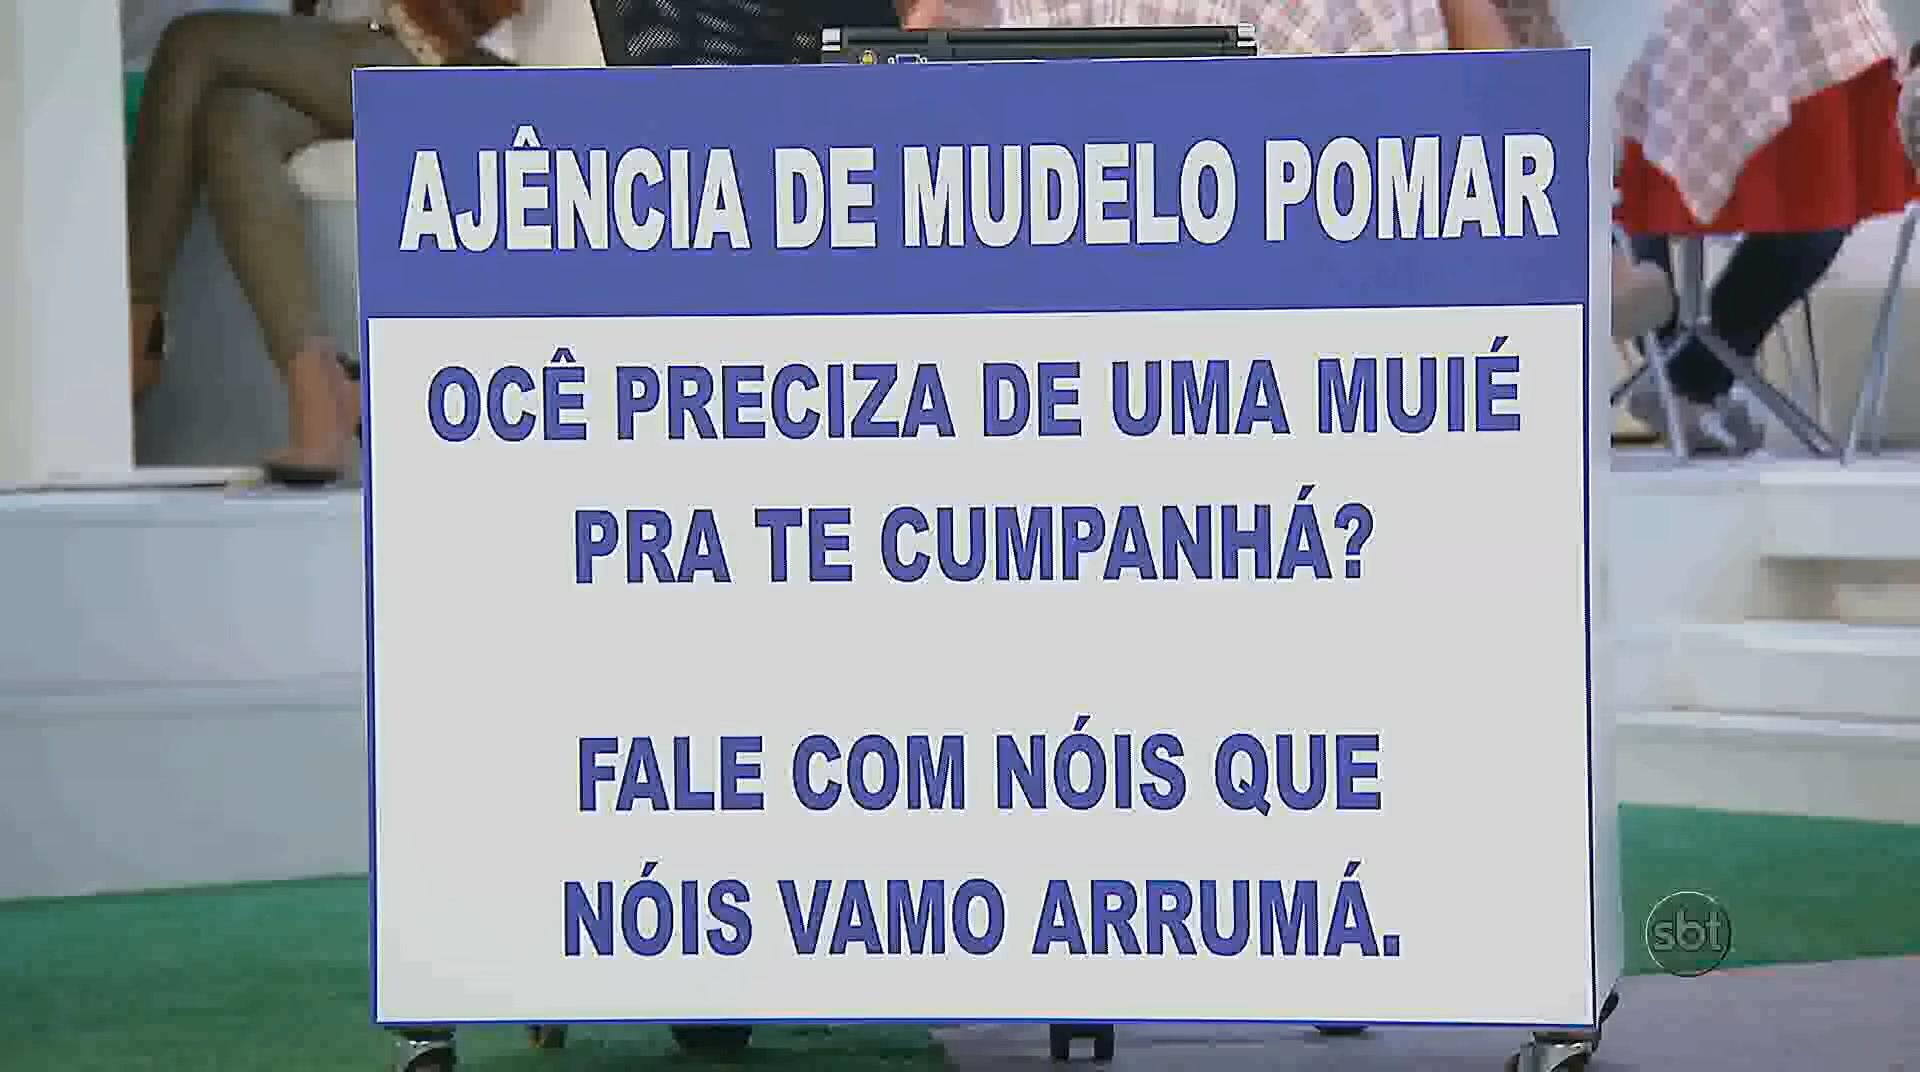 AJÊNCIA DE MUDELO POMAR
OCÊ PRECIZA DE UMA MUIÉ
PRA TE CUMPANHÁ?
FALE COM NÓIS QUE
NÓIS VAMO ARRUMÁ.
sbt